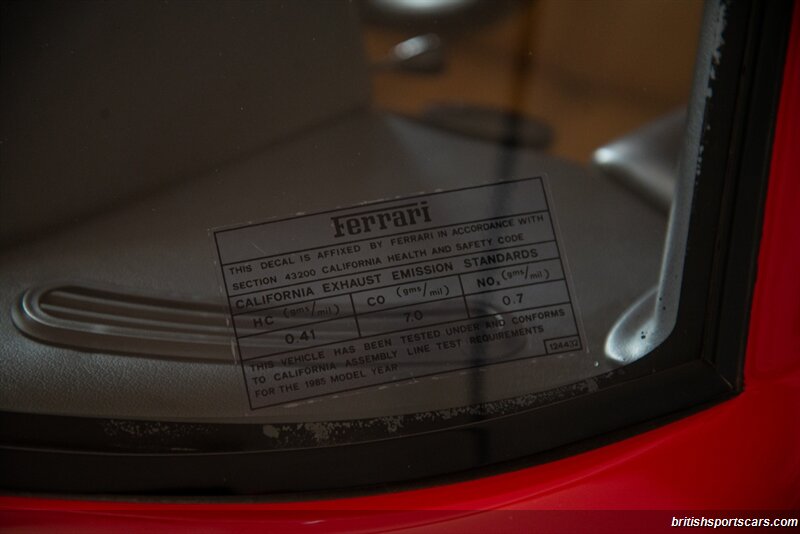 Ferrari
THIS DECAL IS AFFIXED BY FERRARI IN ACCORDANCE WITH
SECTION 43200 CALIFORNIA HEALTH AND SAFETY CODE
CALIFORNIA EXHAUST EMISSION STANDARDS
HC (gms/mil) CO (gms/mil) NOx (gms/mil)
0.41 7.0 0.7
THIS VEHICLE HAS BEEN TESTED UNDER AND CONFORMS
TO CALIFORNIA ASSEMBLY LINE TEST REQUIREMENTS
FOR THE 1985 MODEL YEAR
124432
britishsportscars.com